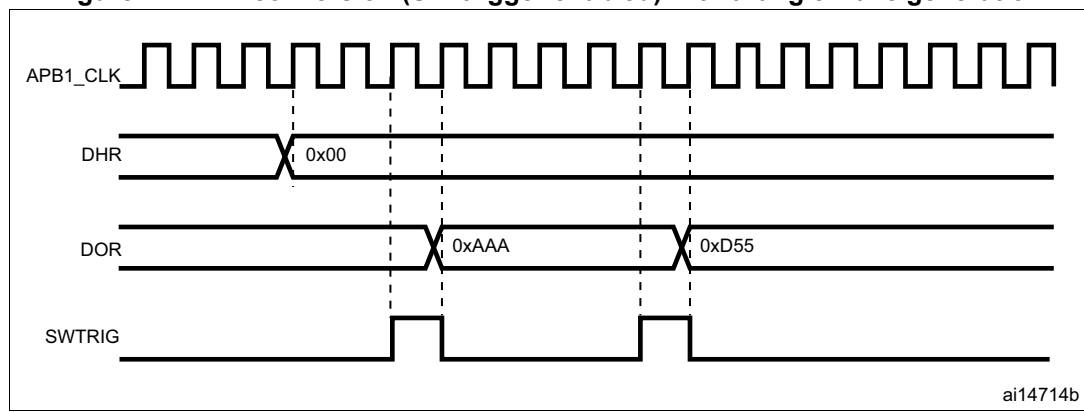 APB1_CLK
DHR
0x00
DOR
0xAAA
0xD55
SWTRIG
ai14714b